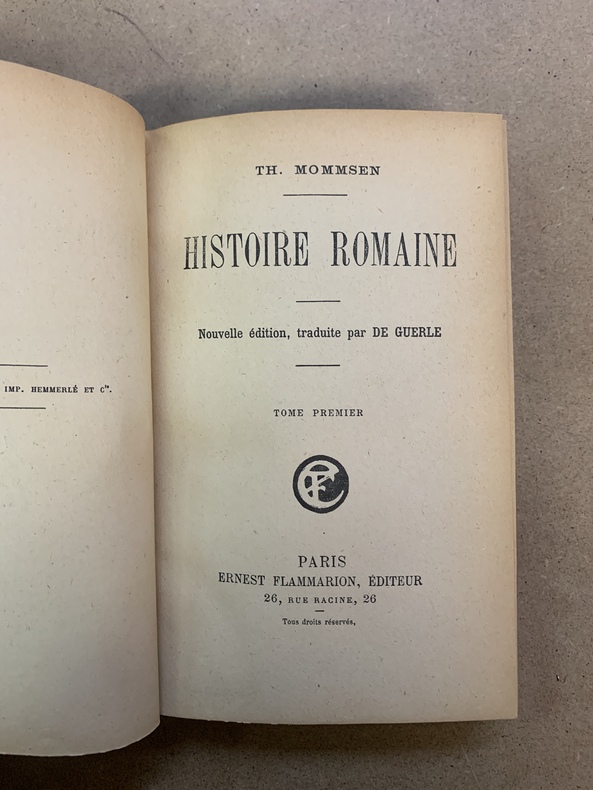 IMP. HEMMERLÉ ET Cie.
TH. MOMMSEN
HISTOIRE ROMAINE
Nouvelle édition, traduite par DE GUERLE
TOME PREMIER
EF
PARIS
ERNEST FLAMMARION, ÉDITEUR
26, RUE RACINE, 26
Tous droits réservés,